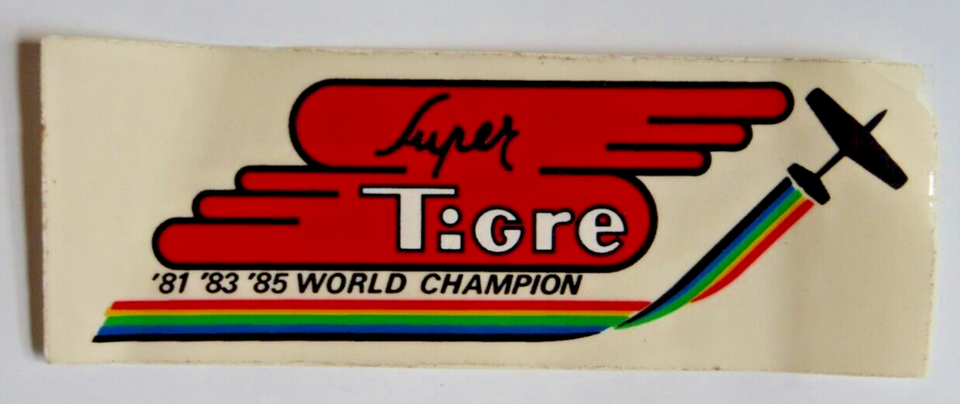 Super
Tigre
'81 '83 '85 WORLD CHAMPION